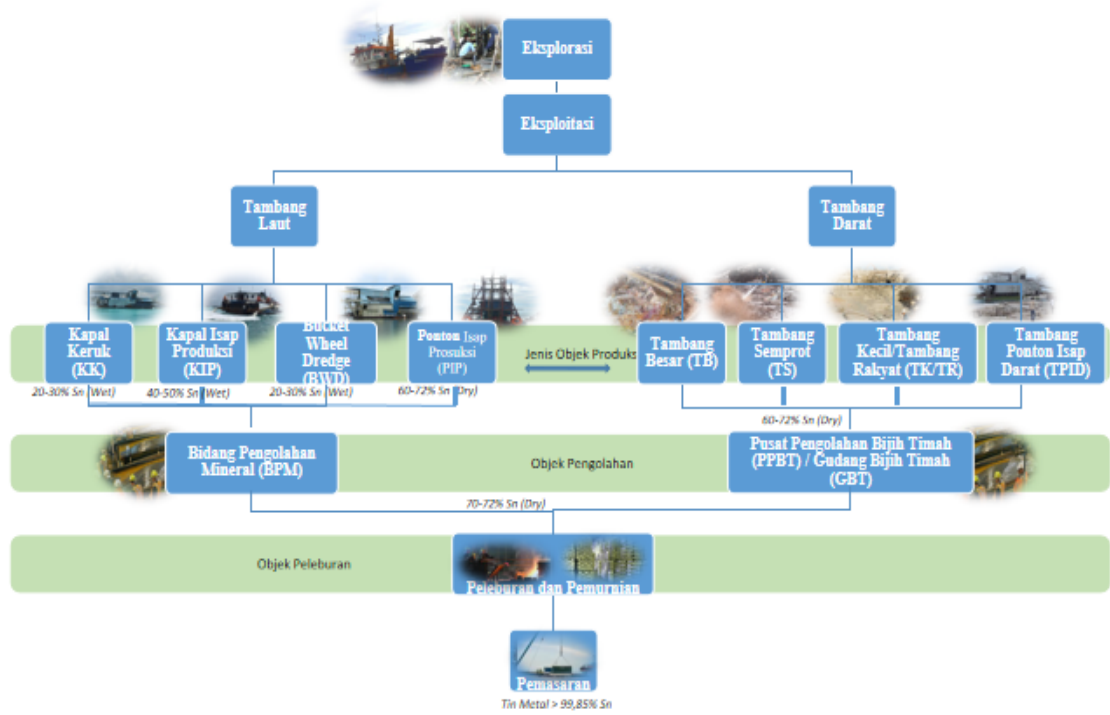 Eksplorasi
Eksploitasi
Tambang
Laut
Tambang
Darat
Kapal
Keruk
(KK)
Kapal Isap
Produksi
(KIP)
Bucket
Wheel
Dredge
(BWD)
Ponton Isap
Prosuksi
(PIP)
Jenis Objek Produks
Tambang
Besar (TB)
Tambang
Semprot
(TS)
Tambang
Kecil/Tambang
Rakyat (TK/TR)
Tambang
Ponton Isap
Darat (TPID)
20-30% Sn (Wet)
40-50% Sn (Wet)
20-30% Sn (Wet)
60-72% Sn (Dry)
60-72% Sn (Dry)
Bidang Pengolahan
Mineral (BPM)
Objek Pengolahan
Pusat Pengolahan Bijih Timah
(PPBT) / Gudang Bijih Timah
(GBT)
70-72% Sn (Dry)
Objek Peleburan
Peleburan dan Pemurnian
Pemasaran
Tin Metal > 99,85% Sn